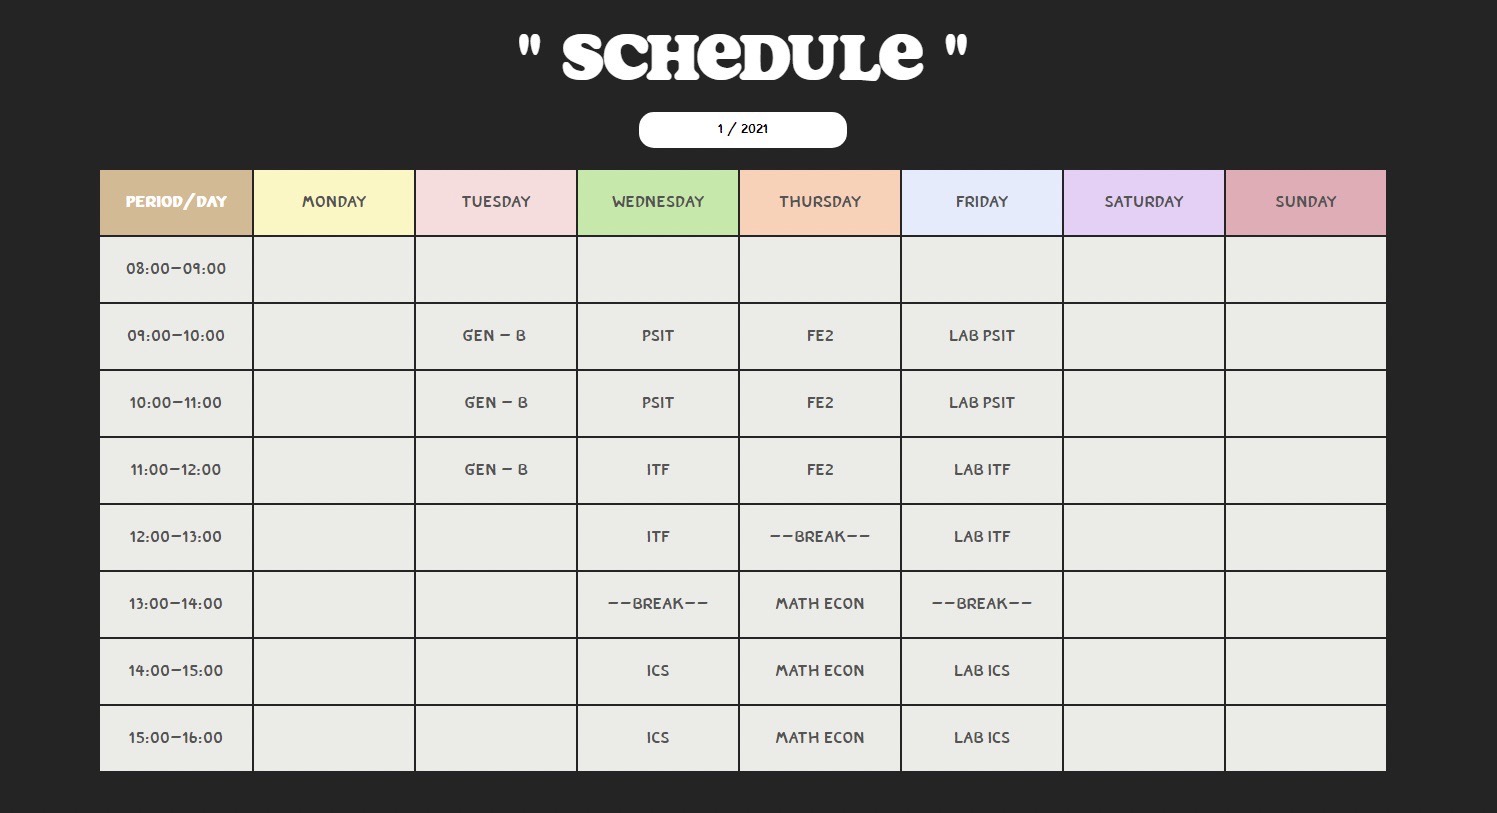 " SCHeDULe "
1 / 2021
PERIOD/DAY MONDAY TUESDAY WEDNESDAY THURSDAY FRIDAY SATURDAY SUNDAY
08:00-09:00
09:00-10:00 GEN - B PSIT FE2 LAB PSIT
10:00-11:00 GEN - B PSIT FE2 LAB PSIT
11:00-12:00 GEN - B ITF FE2 LAB ITF
12:00-13:00 ITF --BREAK-- LAB ITF
13:00-14:00 --BREAK-- MATH ECON --BREAK--
14:00-15:00 ICS MATH ECON LAB ICS
15:00-16:00 ICS MATH ECON LAB ICS